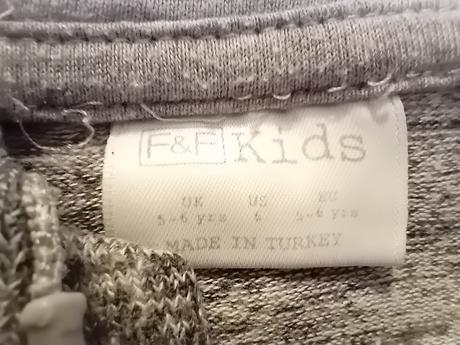 F&F Kids
UK US EU
5-6 yrs 6 5-6 yrs
MADE IN TURKEY